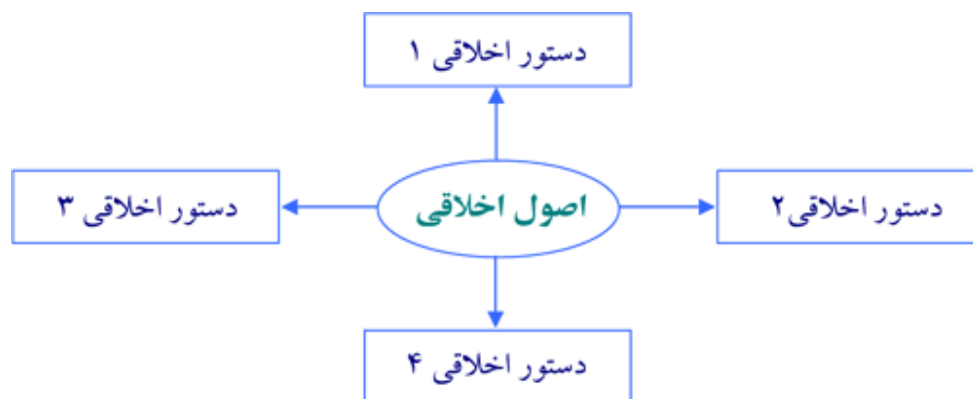 دستور اخلاقی ۱
دستور اخلاقی۲
اصول اخلاقی
دستور اخلاقی ۳
دستور اخلاقی ۴